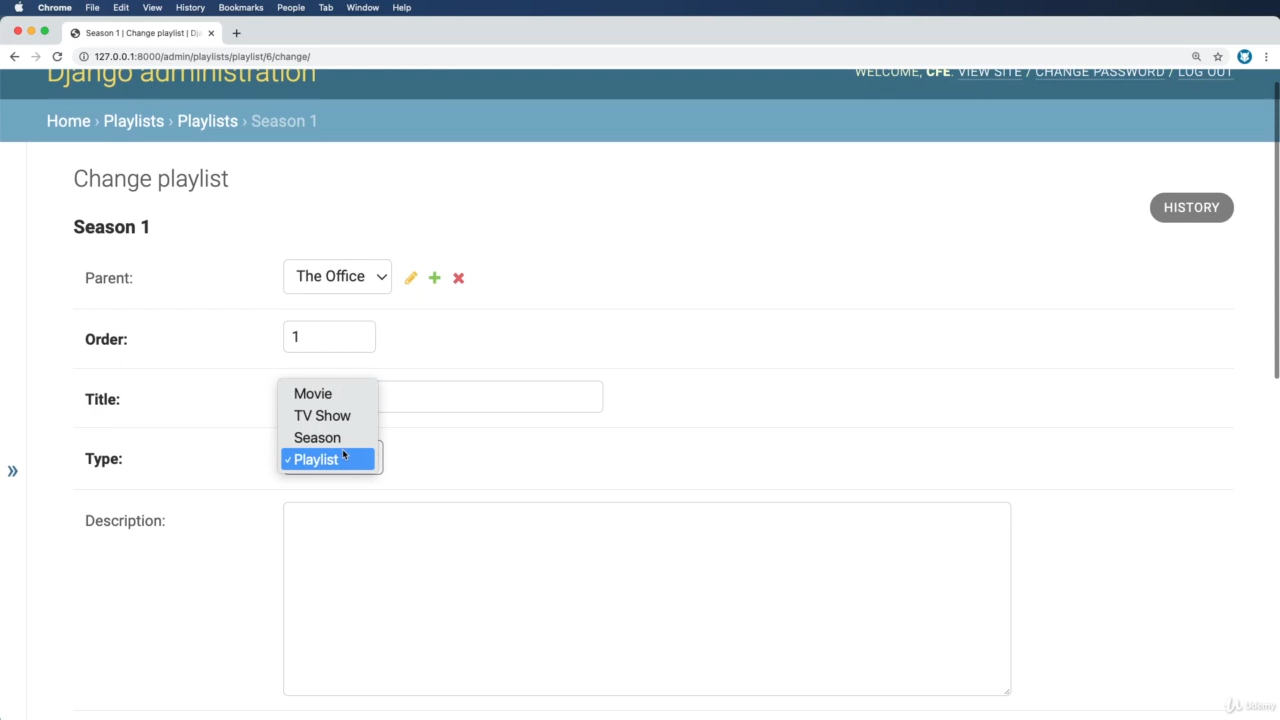 Chrome File Edit View History Bookmarks People Tab Window Help
Season 1 | Change playlist | Dja
127.0.0.1:8000/admin/playlists/playlist/6/change/
Django administration
WELCOME, CFE. VIEW SITE / CHANGE PASSWORD / LOG OUT
Home › Playlists › Playlists › Season 1
Change playlist
HISTORY
Season 1
Parent: The Office
Order: 1
Title:
Movie
TV Show
Season
Type: ✓ Playlist
Description:
Udemy